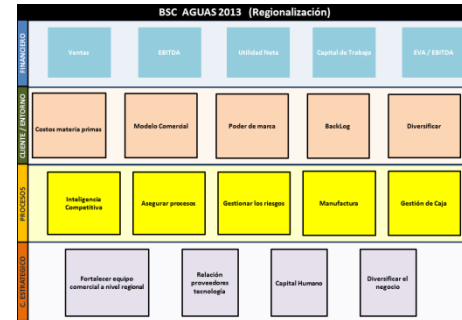 BSC AGUAS 2013 (Regionalización)
FINANCIERO
Ventas
EBITDA
Utilidad Neta
Capital de Trabajo
EVA / EBITDA
CLIENTE / ENTORNO
Costos materia primas
Modelo Comercial
Poder de marca
BackLog
Diversificar
PROCESOS
Inteligencia
Competitiva
Asegurar procesos
Gestionar los riesgos
Manufactura
Gestión de Caja
C. ESTRATEGICO
Fortalecer equipo
comercial a nivel regional
Relación
proveedores
tecnología
Capital Humano
Diversificar el
negocio